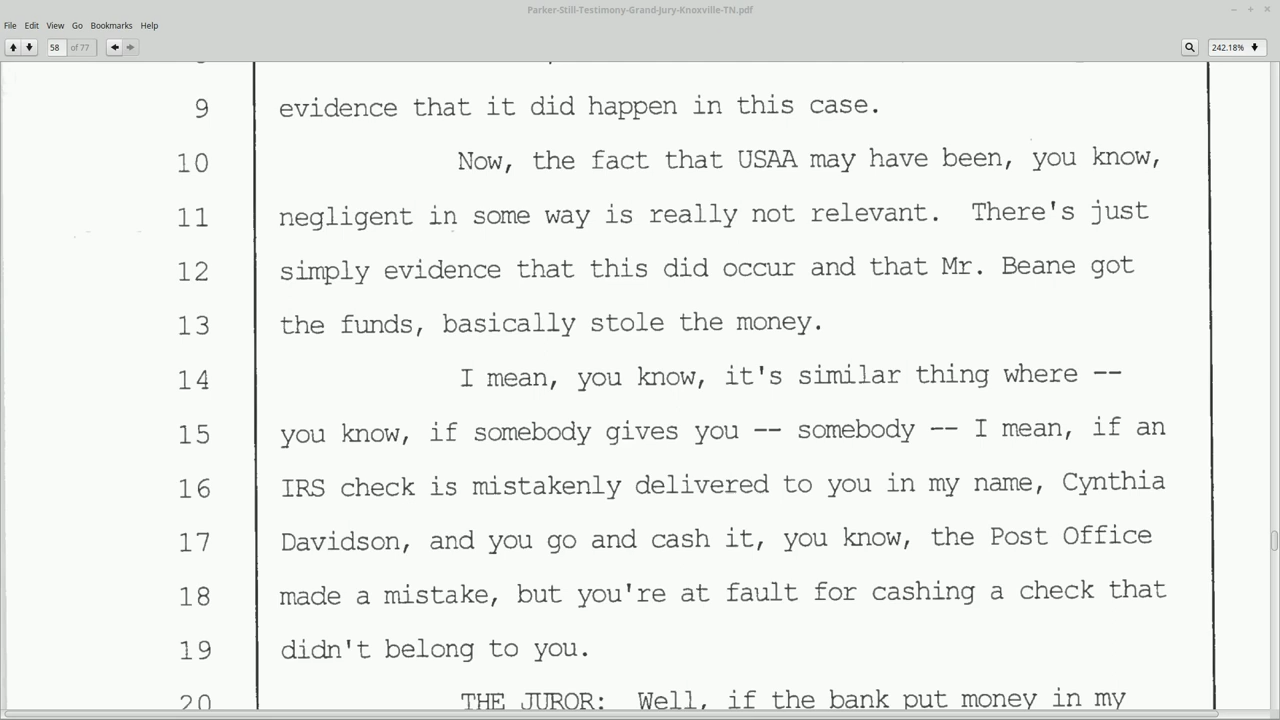 Parker-Still-Testimony-Grand-Jury-Knoxville-TN.pdf
File Edit View Go Bookmarks Help
58 of 77 242.18%
9 evidence that it did happen in this case.
10 Now, the fact that USAA may have been, you know,
11 negligent in some way is really not relevant. There's just
12 simply evidence that this did occur and that Mr. Beane got
13 the funds, basically stole the money.
14 I mean, you know, it's similar thing where --
15 you know, if somebody gives you -- somebody -- I mean, if an
16 IRS check is mistakenly delivered to you in my name, Cynthia
17 Davidson, and you go and cash it, you know, the Post Office
18 made a mistake, but you're at fault for cashing a check that
19 didn't belong to you.
20 THE JUROR: Well, if the bank put money in my